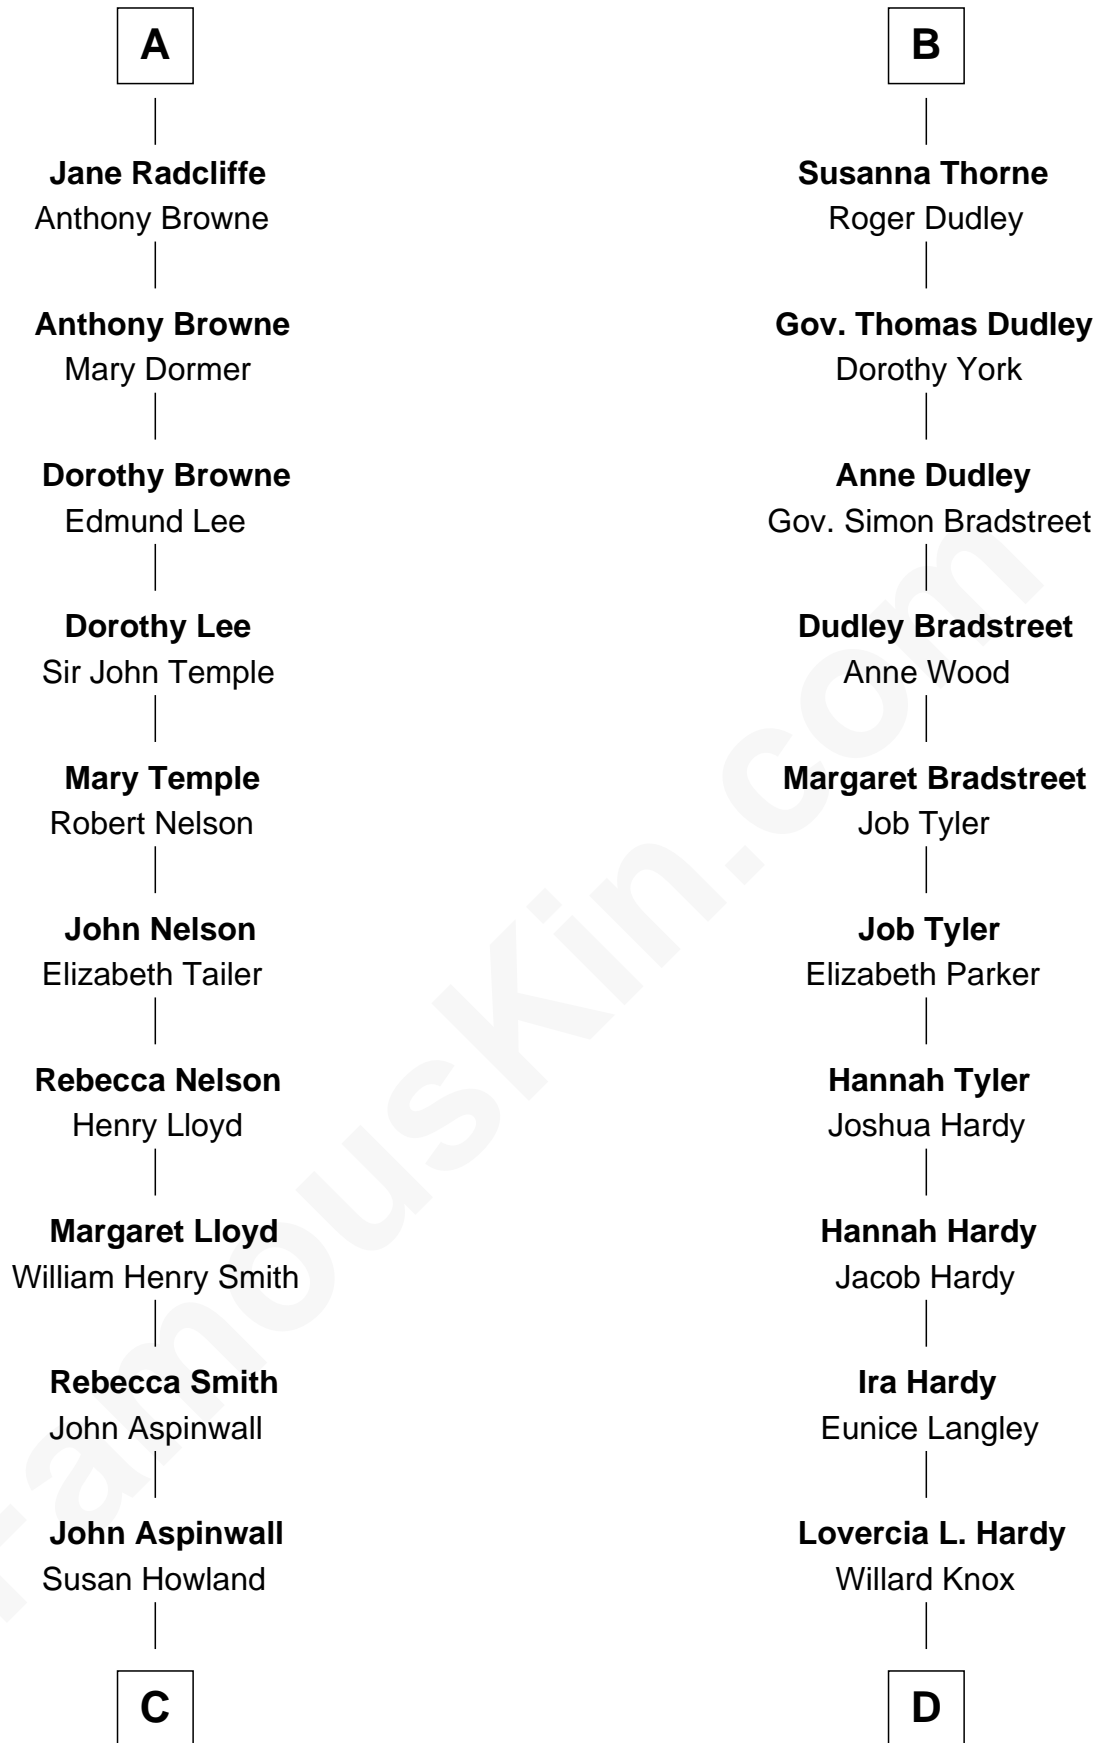 A
Jane Radcliffe
Anthony Browne
Anthony Browne
Mary Dormer
Dorothy Browne
Edmund Lee
Dorothy Lee
Sir John Temple
Mary Temple
Robert Nelson
John Nelson
Elizabeth Tailer
Rebecca Nelson
Henry Lloyd
Margaret Lloyd
William Henry Smith
Rebecca Smith
John Aspinwall
John Aspinwall
Susan Howland
C
B
Susanna Thorne
Roger Dudley
Gov. Thomas Dudley
Dorothy York
Anne Dudley
Gov. Simon Bradstreet
Dudley Bradstreet
Anne Wood
Margaret Bradstreet
Job Tyler
Job Tyler
Elizabeth Parker
Hannah Tyler
Joshua Hardy
Hannah Hardy
Jacob Hardy
Ira Hardy
Eunice Langley
Lovercia L. Hardy
Willard Knox
D
FamousKin.com